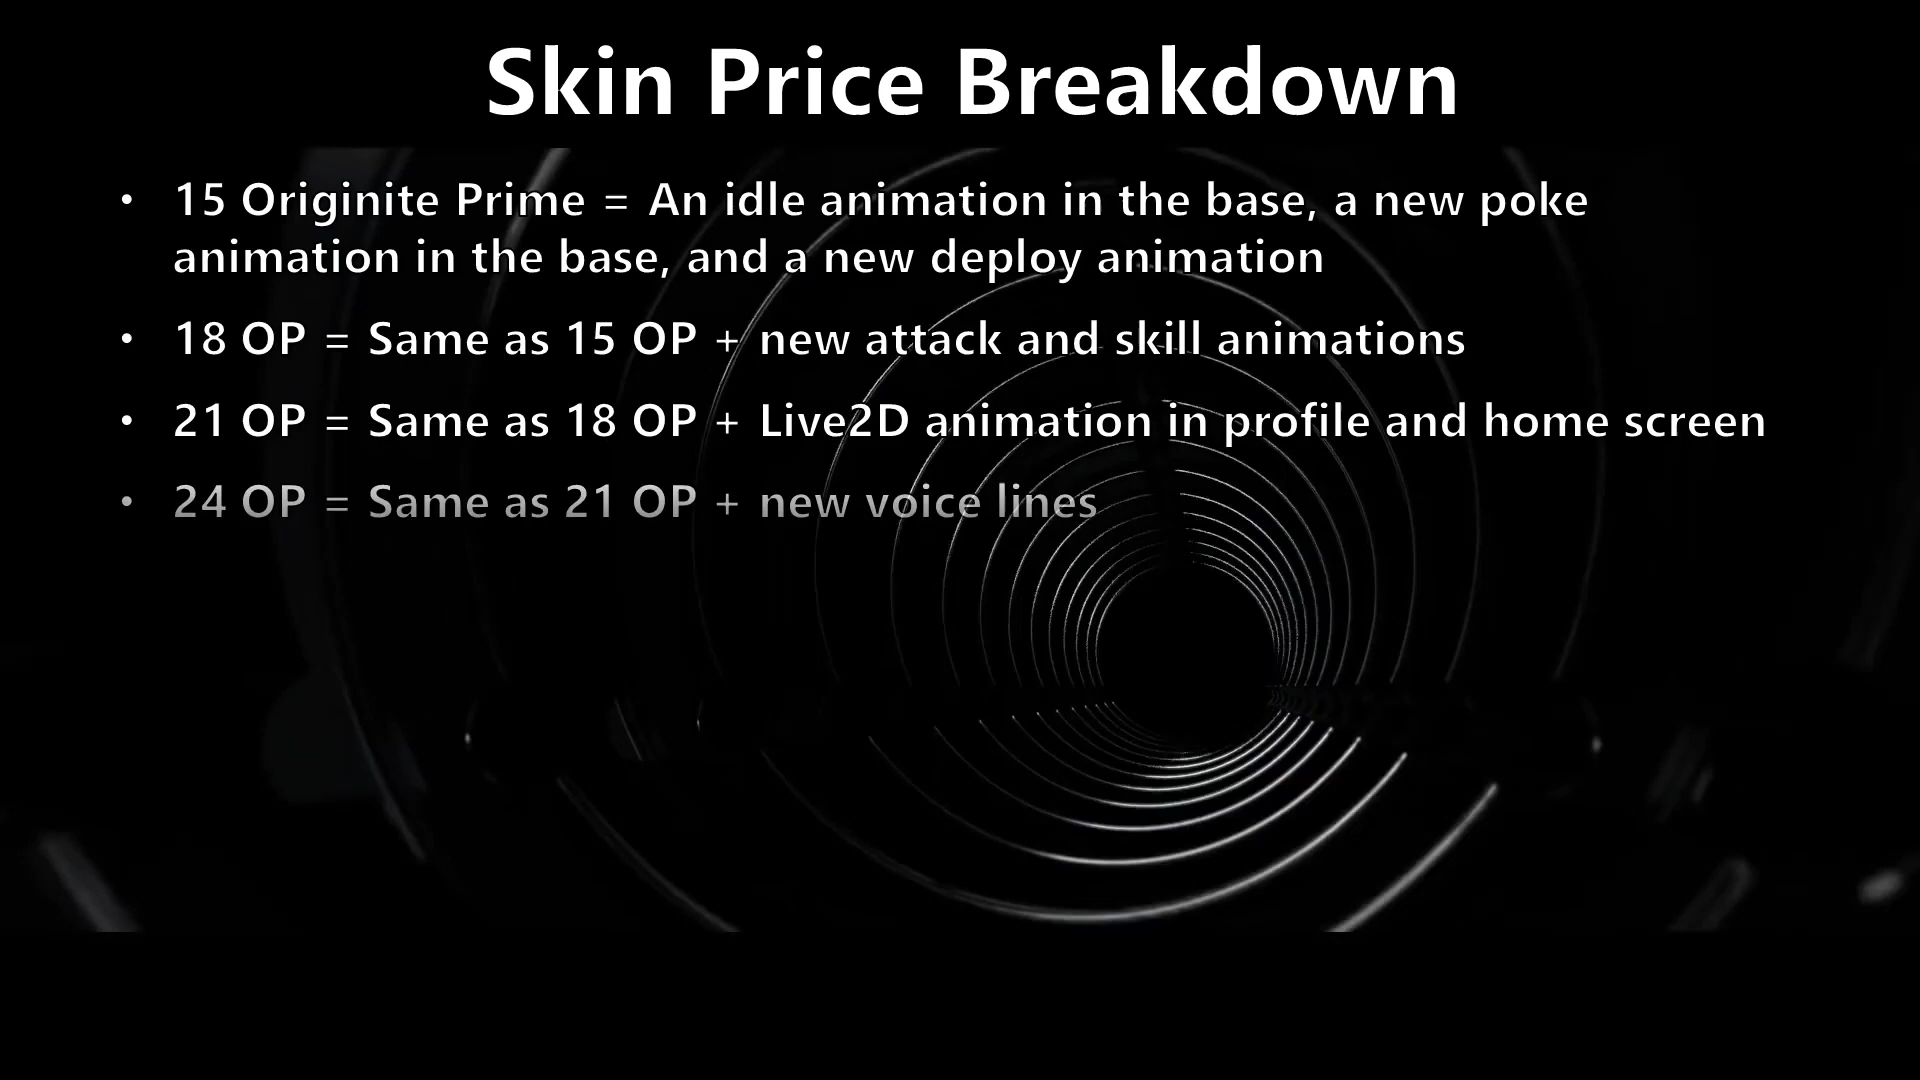 Skin Price Breakdown
• 15 Originite Prime = An idle animation in the base, a new poke
animation in the base, and a new deploy animation
• 18 OP = Same as 15 OP + new attack and skill animations
• 21 OP = Same as 18 OP + Live2D animation in profile and home screen
• 24 OP = Same as 21 OP + new voice lines